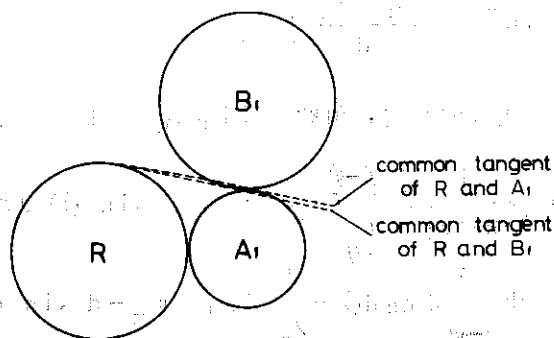 B₁
common tangent
of R and A₁
common tangent
of R and B₁
R
A₁